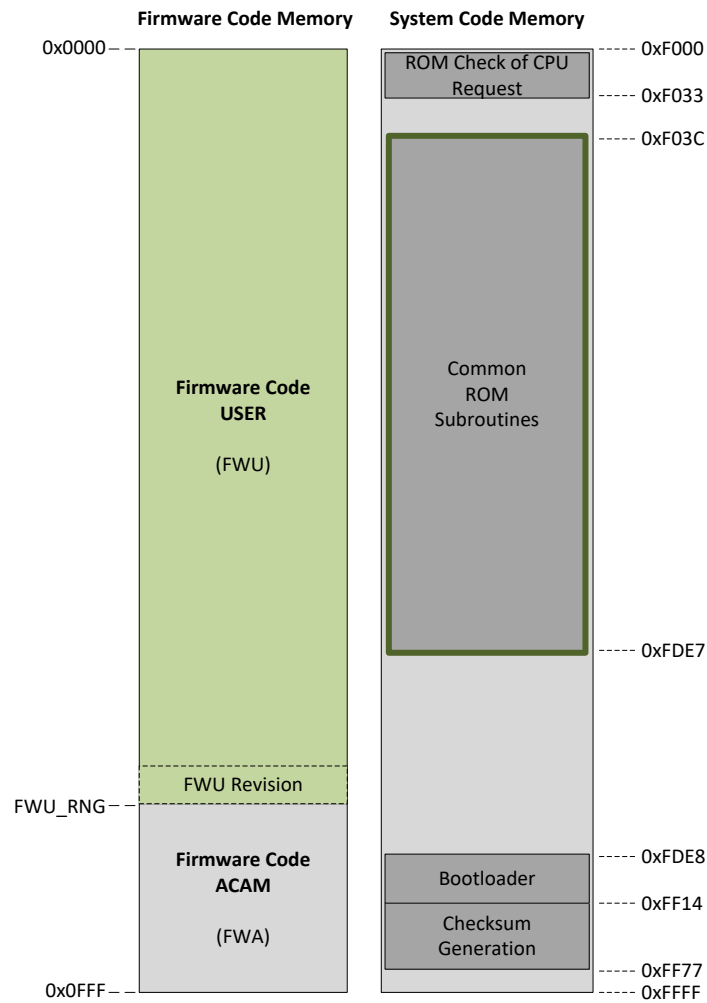 Firmware Code Memory
System Code Memory
0x0000
0xF000
ROM Check of CPU
Request
0xF033
0xF03C
Firmware Code
USER
(FWU)
Common
ROM
Subroutines
0xFDE7
FWU Revision
FWU_RNG
Firmware Code
ACAM
(FWA)
0xFDE8
Bootloader
0xFF14
Checksum
Generation
0xFF77
0x0FFF
0xFFFF